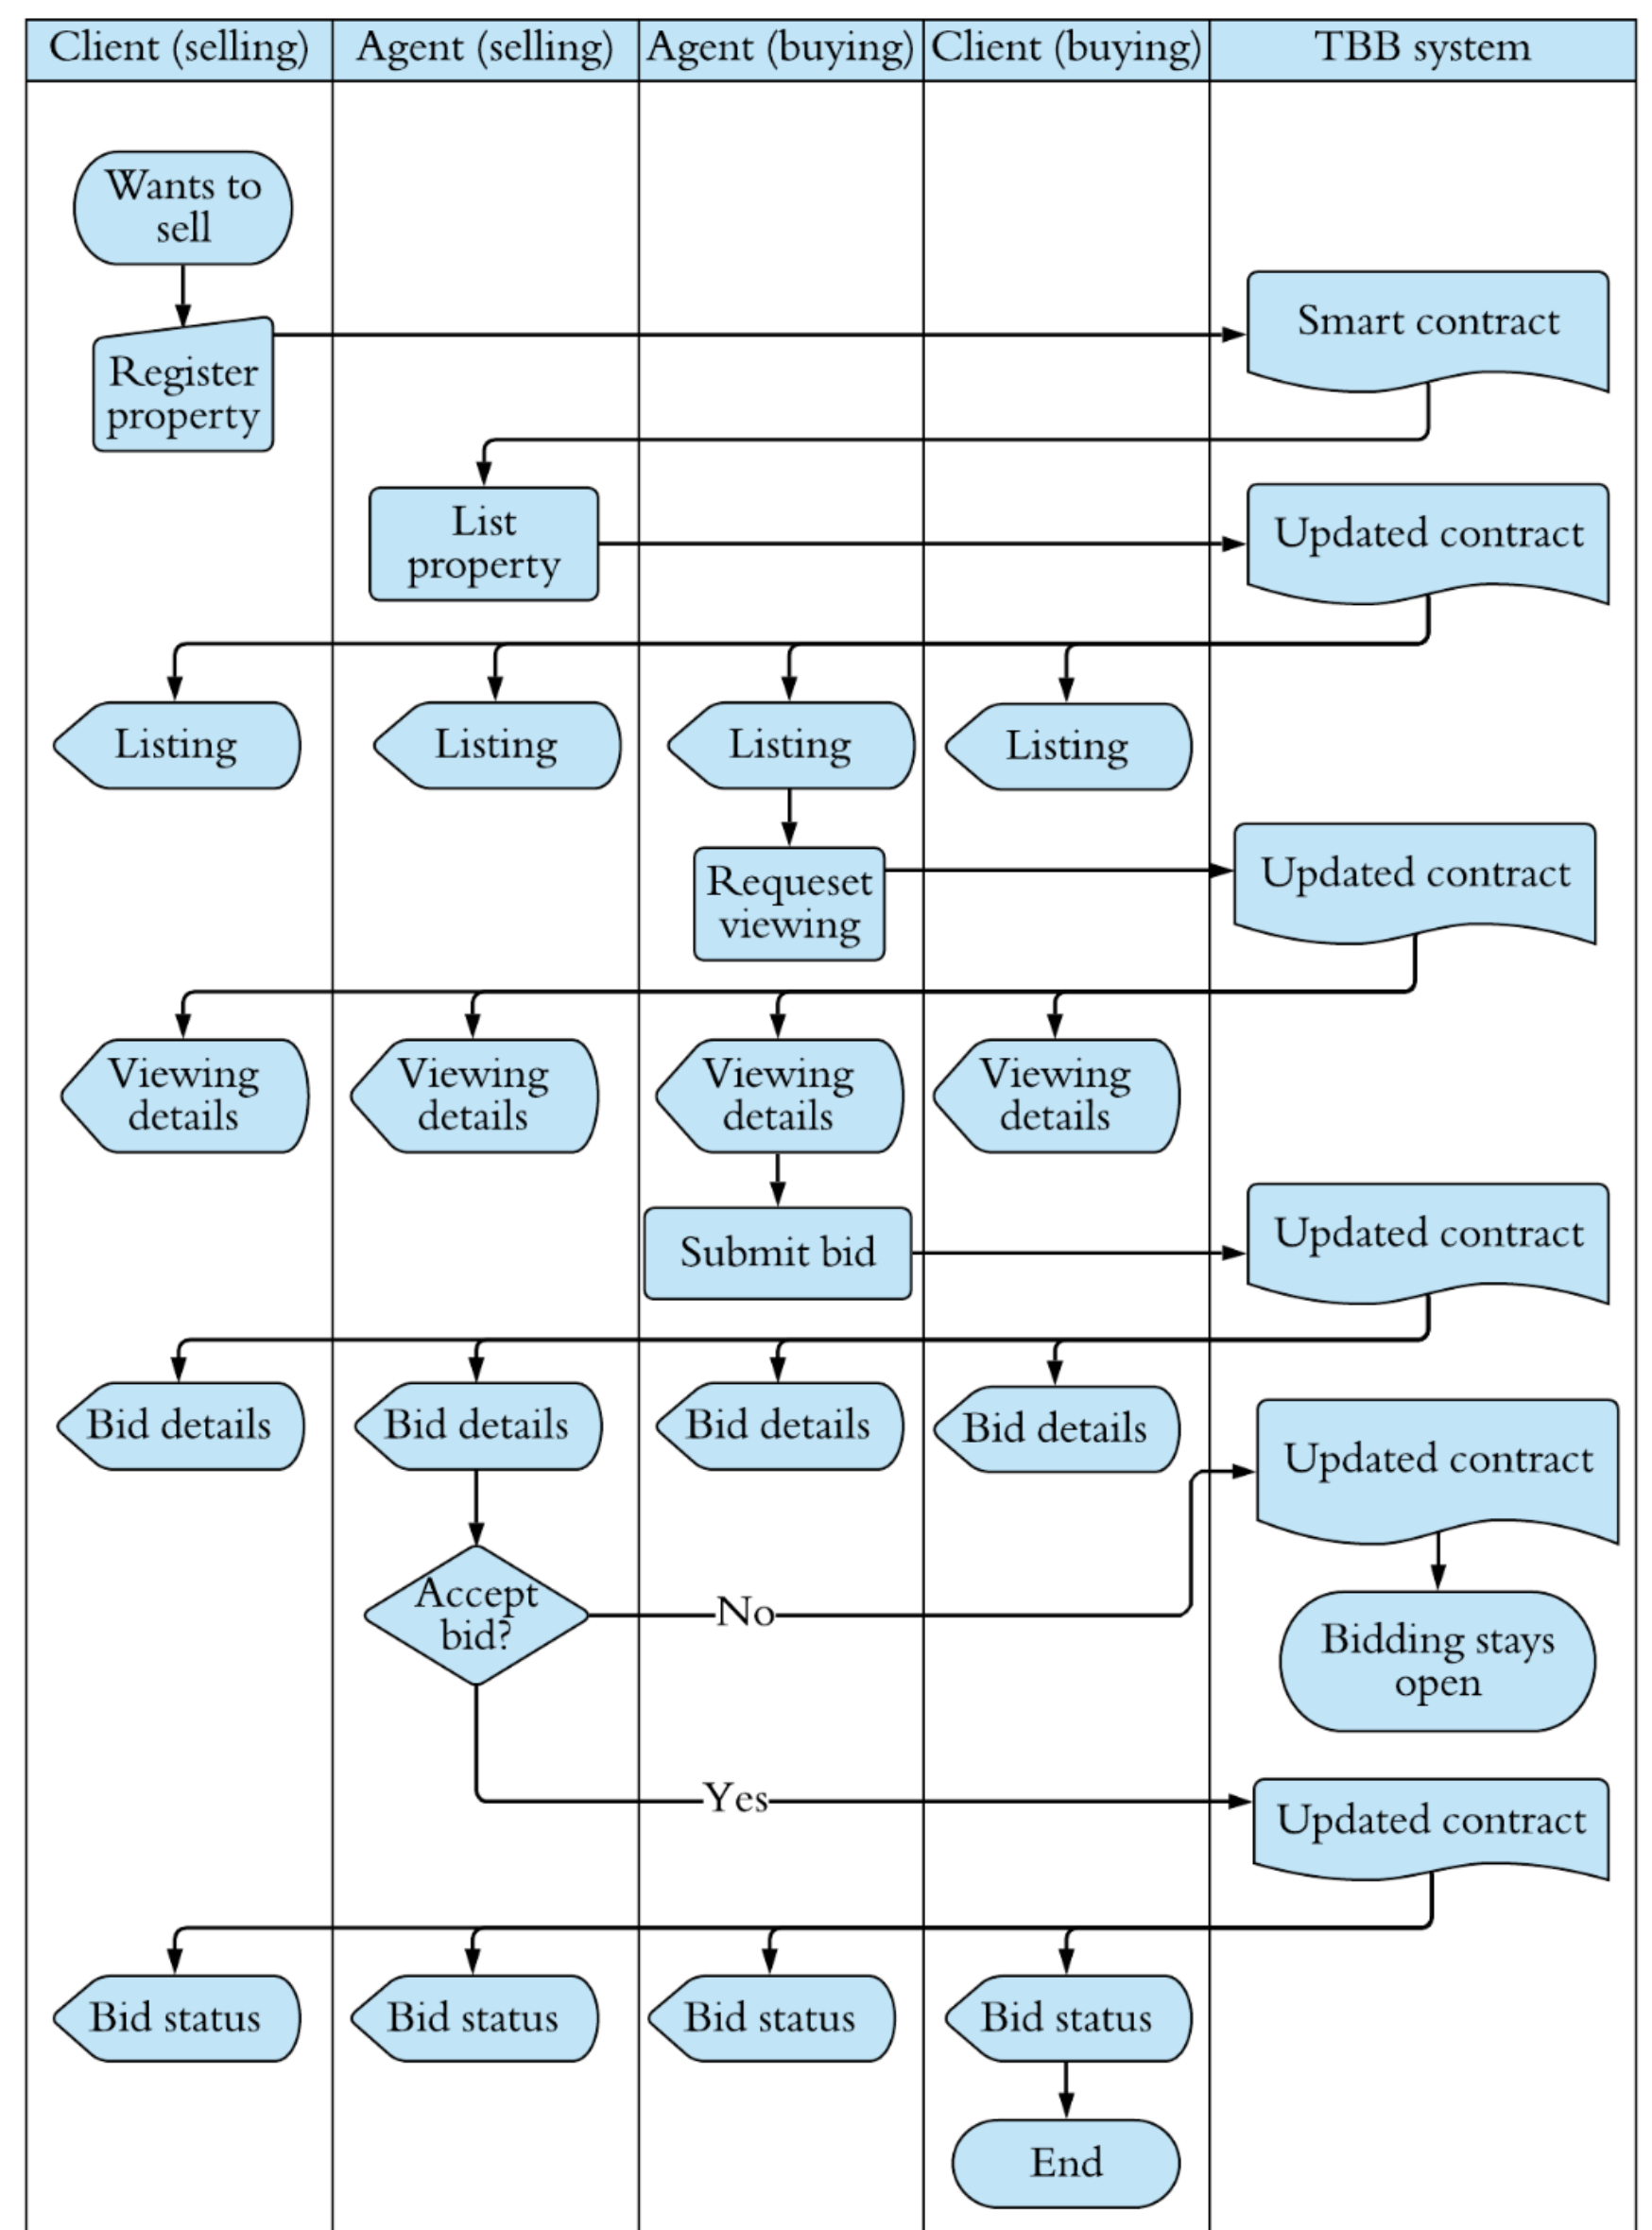 Client (selling)
Agent (selling)
Agent (buying)
Client (buying)
TBB system
Wants to
sell
Smart contract
Register
property
List
property
Updated contract
Listing
Listing
Listing
Listing
Requeset
viewing
Updated contract
Viewing
details
Viewing
details
Viewing
details
Viewing
details
Submit bid
Updated contract
Bid details
Bid details
Bid details
Bid details
Updated contract
Accept
bid?
No
Bidding stays
open
Yes
Updated contract
Bid status
Bid status
Bid status
Bid status
End